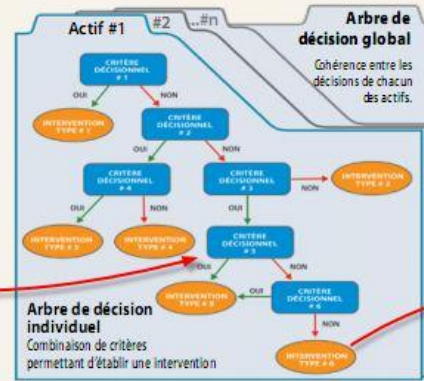 Actif #1
#2
..#n
Arbre de
décision global
Cohérence entre les
décisions de chacun
des actifs.
CRITÈRE
DÉCISIONNEL
# 1
OUI
NON
INTERVENTION
TYPE # 1
CRITÈRE
DÉCISIONNEL
# 2
OUI
NON
CRITÈRE
DÉCISIONNEL
# 4
CRITÈRE
DÉCISIONNEL
# 3
NON
INTERVENTION
TYPE # 2
OUI
NON
OUI
INTERVENTION
TYPE # 3
INTERVENTION
TYPE # 4
CRITÈRE
DÉCISIONNEL
# 5
OUI
NON
INTERVENTION
TYPE # 5
OUI
CRITÈRE
DÉCISIONNEL
# 6
NON
INTERVENTION
TYPE # 6
Arbre de décision
individuel
Combinaison de critères
permettant d'établir une intervention